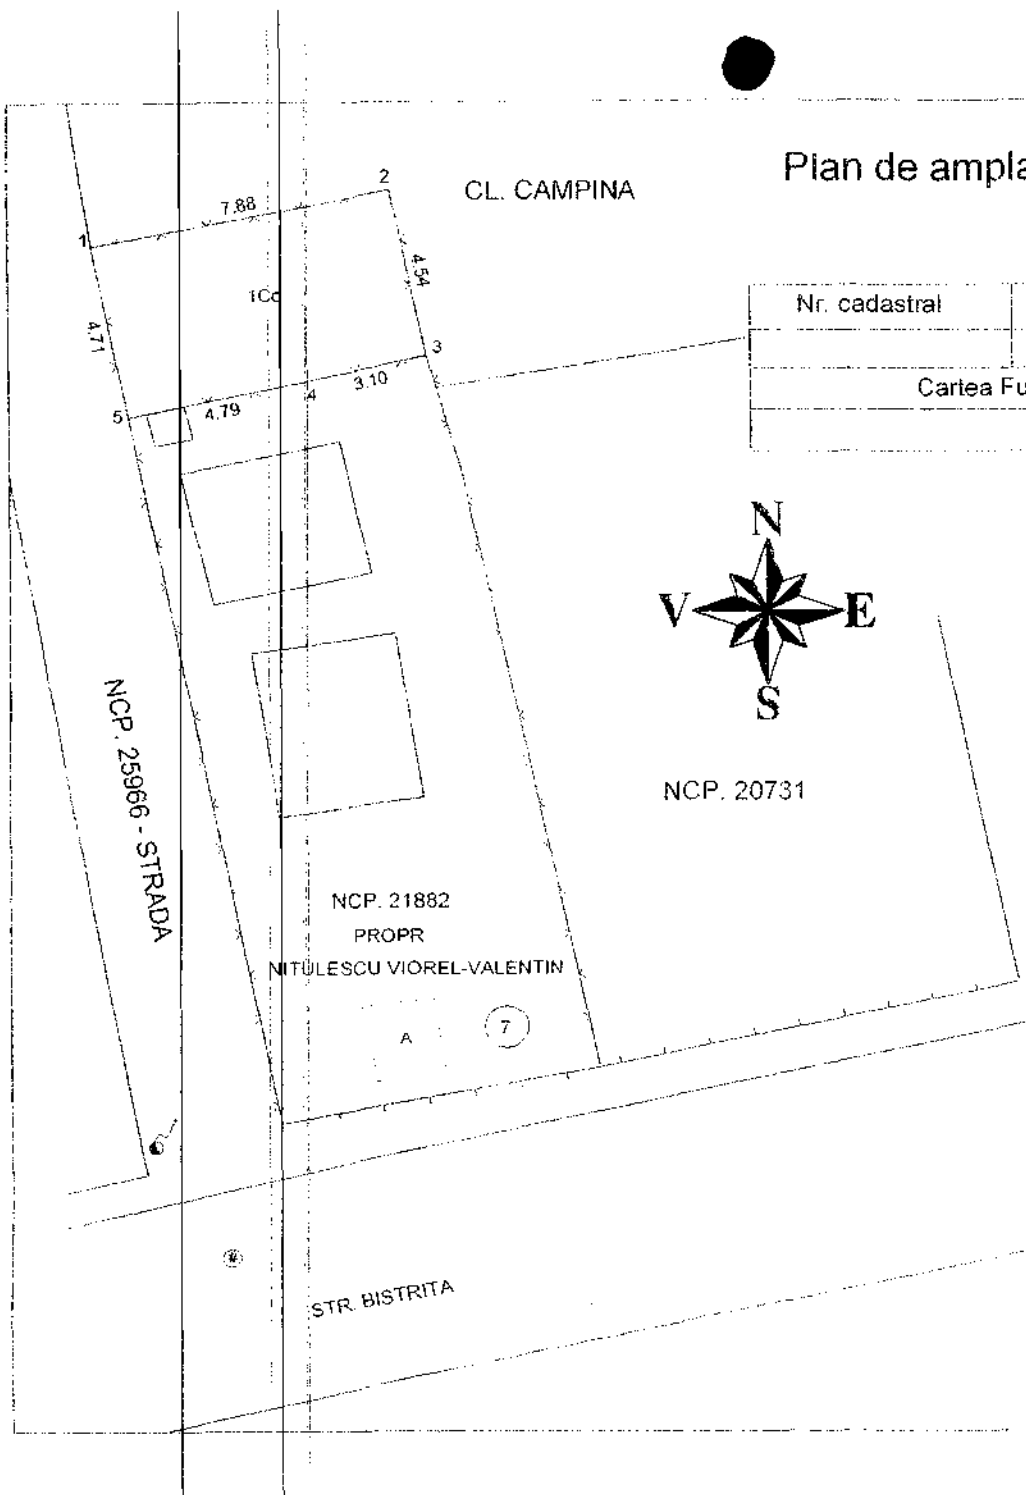 Plan de ampla
CL. CAMPINA
2
7.88
1
4.54
1Cc
Nr. cadastral
4.71
3
3.10
4
4.79
5
Cartea Fu
N
V E
S
NCP. 25966 - STRADA
NCP. 20731
NCP. 21882
PROPR
NITULESCU VIOREL-VALENTIN
A
7
STR. BISTRITA